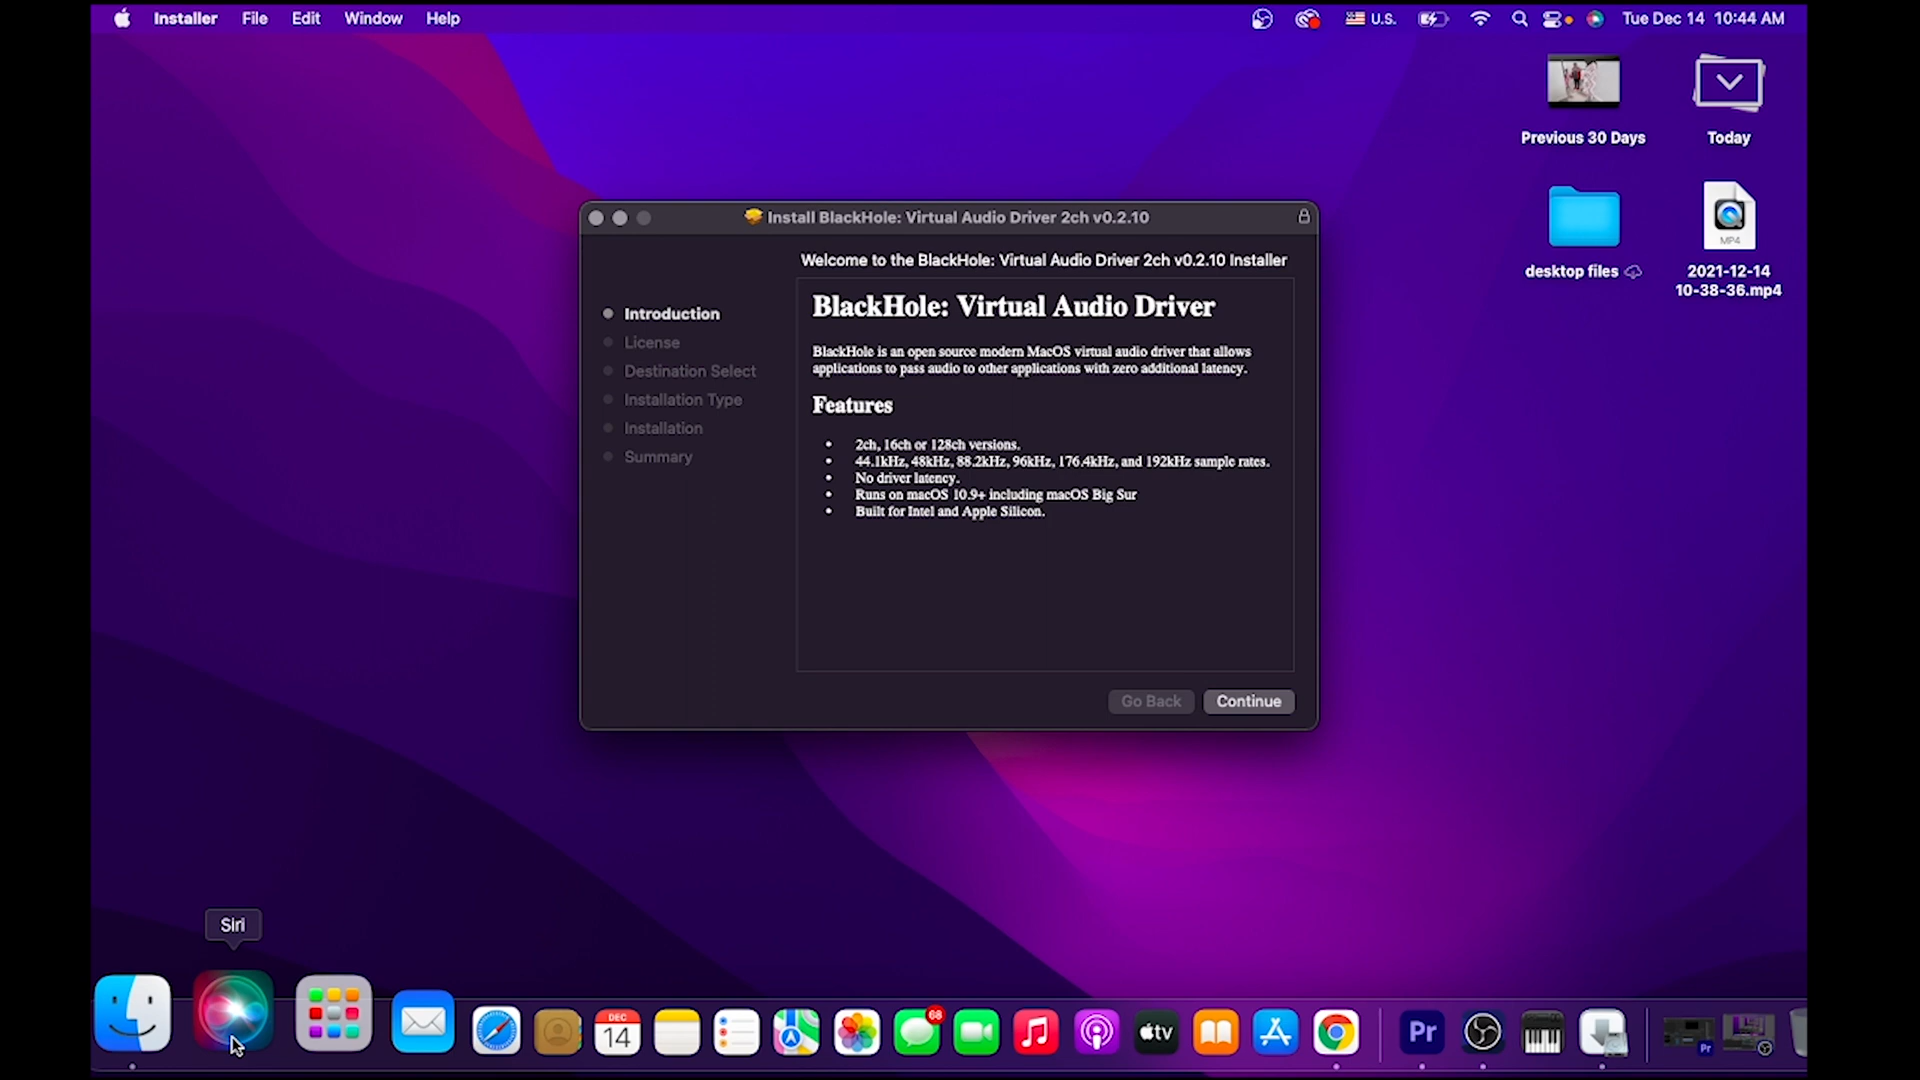 Installer File Edit Window Help U.S. Tue Dec 14 10:44 AM
Previous 30 Days
Today
desktop files
MP4
2021-12-14
10-38-36.mp4
Install BlackHole: Virtual Audio Driver 2ch v0.2.10
Welcome to the BlackHole: Virtual Audio Driver 2ch v0.2.10 Installer
Introduction
License
Destination Select
Installation Type
Installation
Summary
BlackHole: Virtual Audio Driver
BlackHole is an open source modern MacOS virtual audio driver that allows
applications to pass audio to other applications with zero additional latency.
Features
• 2ch, 16ch or 128ch versions.
• 44.1kHz, 48kHz, 88.2kHz, 96kHz, 176.4kHz, and 192kHz sample rates.
• No driver latency.
• Runs on macOS 10.9+ including macOS Big Sur
• Built for Intel and Apple Silicon.
Go Back Continue
Siri
DEC
14
68
tv
Pr
Pr